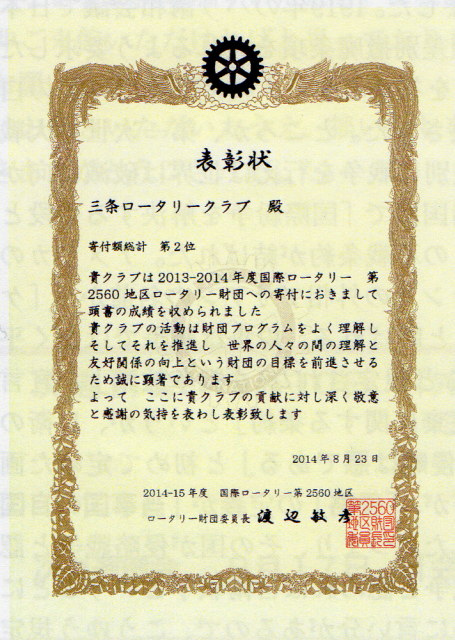 表彰状
三条ロータリークラブ　殿
寄付額総計　第2位
貴クラブは2013-2014年度国際ロータリー　第
2560地区ロータリー財団への寄付におきまして
頭書の成績を収められました
貴クラブの活動は財団プログラムをよく理解し
そしてそれを推進し　世界の人々の間の理解と
友好関係の向上という財団の目標を前進させる
ため誠に顕著であります
よって　ここに貴クラブの貢献に対し深く敬意
と感謝の気持を表わし表彰致します
2014年8月23日
2014-15年度　国際ロータリー第2560地区
ロータリー財団委員長　渡辺敏彦